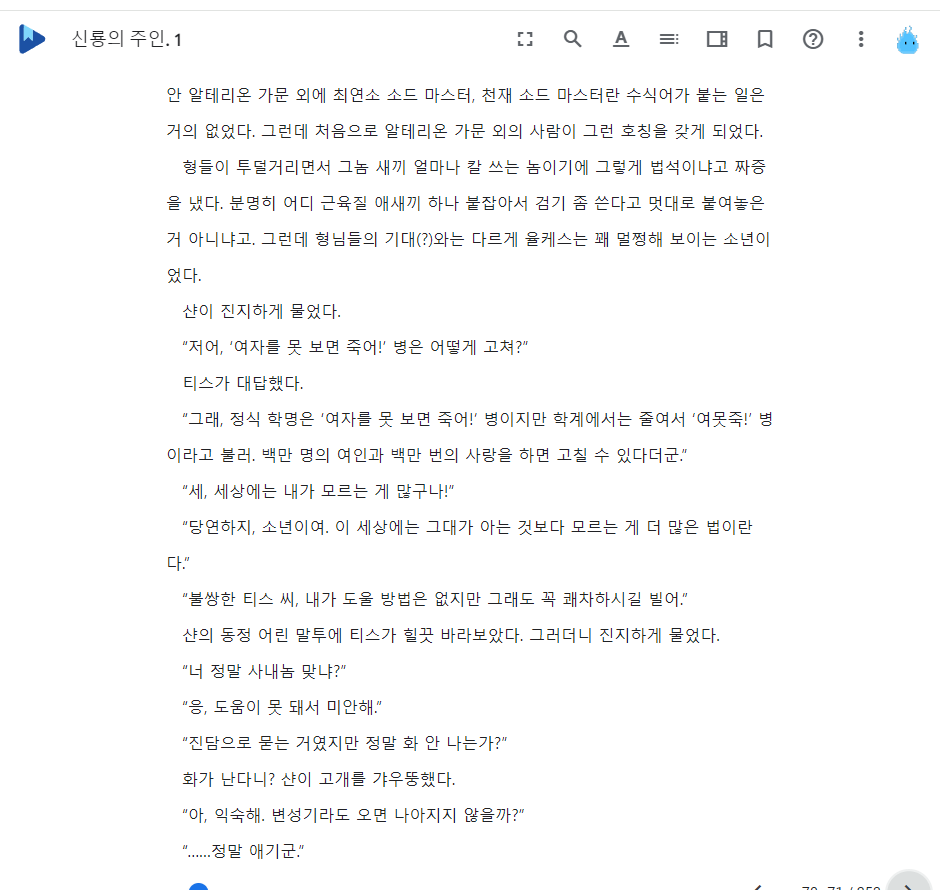 신룡의 주인. 1
안 알테리온 가문 외에 최연소 소드 마스터, 천재 소드 마스터란 수식어가 붙는 일은
거의 없었다. 그런데 처음으로 알테리온 가문 외의 사람이 그런 호칭을 갖게 되었다.
형들이 투덜거리면서 그놈 새끼 얼마나 칼 쓰는 놈이기에 그렇게 법석이냐고 짜증
을 냈다. 분명히 어디 근육질 애새끼 하나 붙잡아서 검기 좀 쓴다고 멋대로 붙여놓은
거 아니냐고. 그런데 형님들의 기대(?)와는 다르게 율케스는 꽤 멀쩡해 보이는 소년이
었다.
샨이 진지하게 물었다.
“저어, ‘여자를 못 보면 죽어!’ 병은 어떻게 고쳐?”
티스가 대답했다.
“그래, 정식 학명은 ‘여자를 못 보면 죽어!’ 병이지만 학계에서는 줄여서 ‘여못죽!’ 병
이라고 불러. 백만 명의 여인과 백만 번의 사랑을 하면 고칠 수 있다더군.”
“세, 세상에는 내가 모르는 게 많구나!”
“당연하지, 소년이여. 이 세상에는 그대가 아는 것보다 모르는 게 더 많은 법이란
다.”
“불쌍한 티스 씨, 내가 도울 방법은 없지만 그래도 꼭 쾌차하시길 빌어.”
샨의 동정 어린 말투에 티스가 힐끗 바라보았다. 그러더니 진지하게 물었다.
“너 정말 사내놈 맞냐?”
“응, 도움이 못 돼서 미안해.”
“진담으로 묻는 거였지만 정말 화 안 나는가?”
화가 난다니? 샨이 고개를 갸우뚱했다.
“아, 익숙해. 변성기라도 오면 나아지지 않을까?”
“……정말 애기군.”